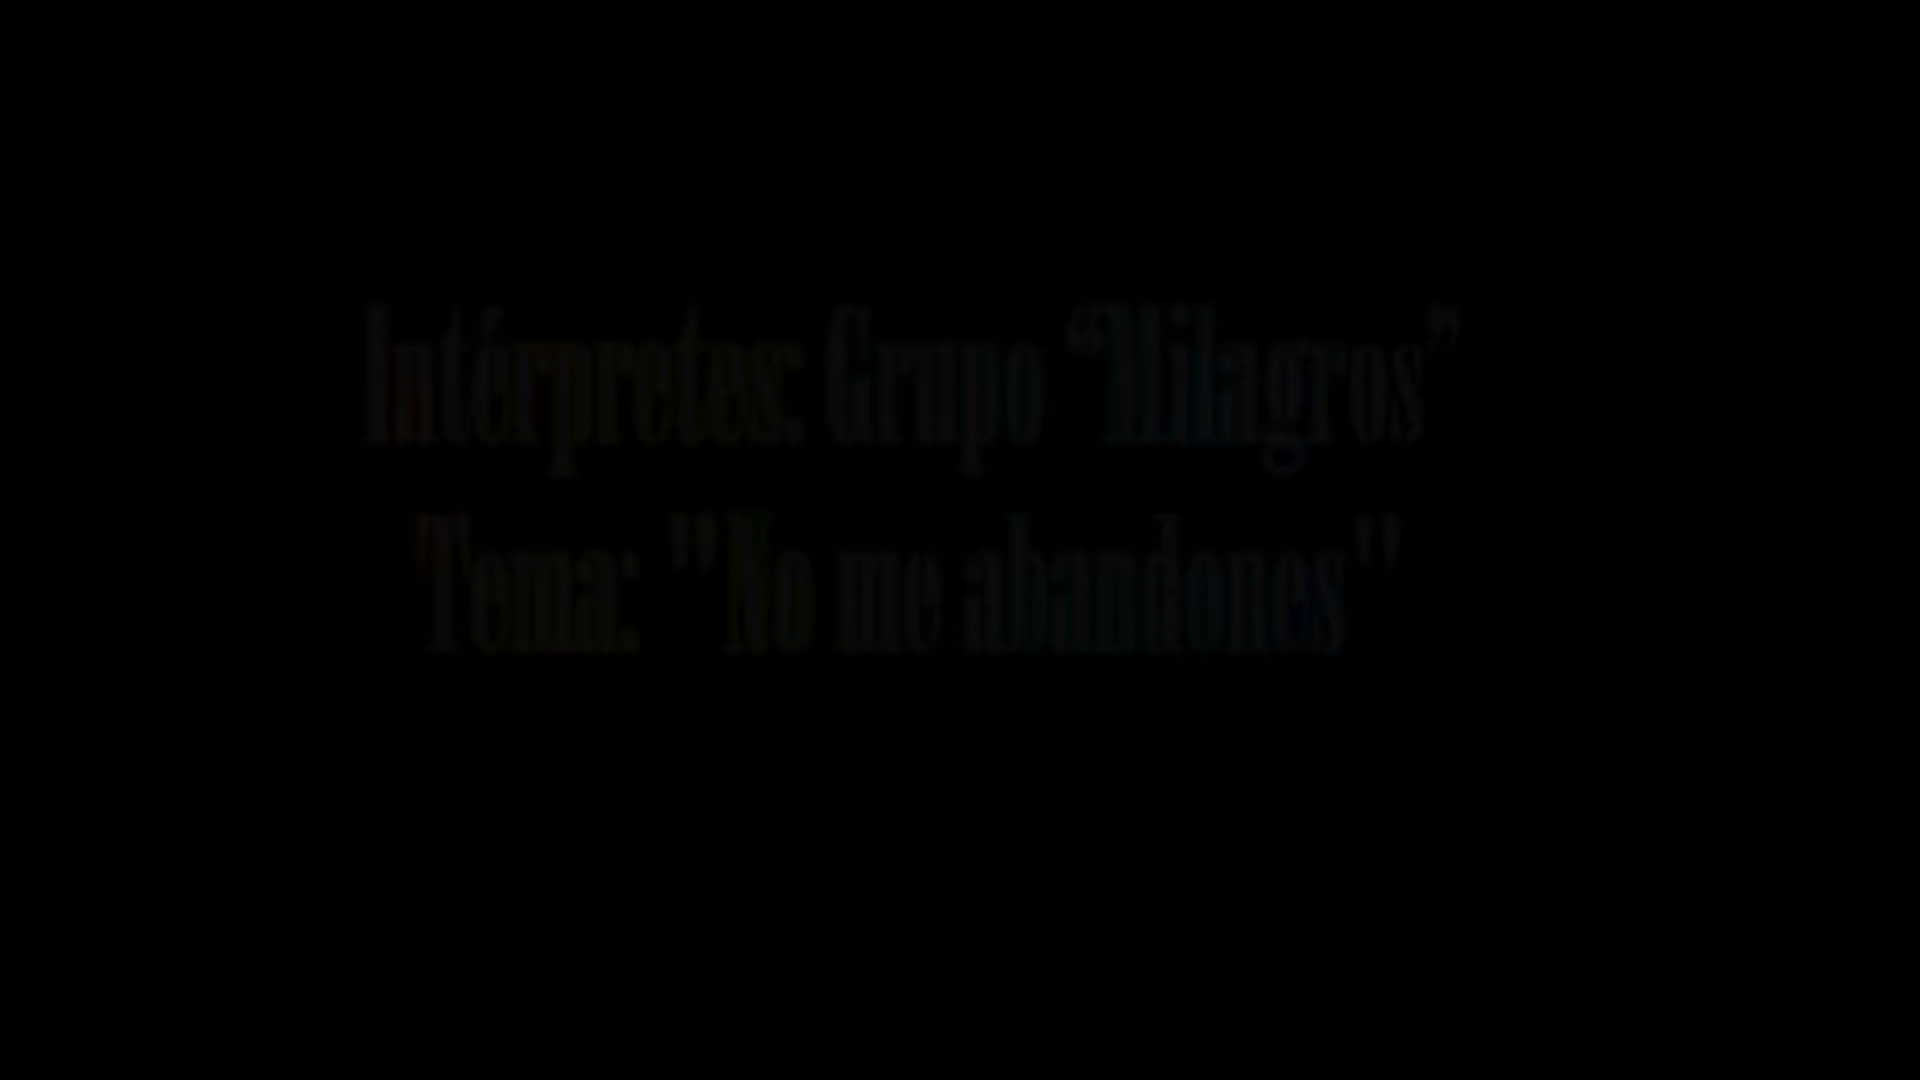 Intérpretes: Grupo “Milagros”
Tema: "No me abandones"